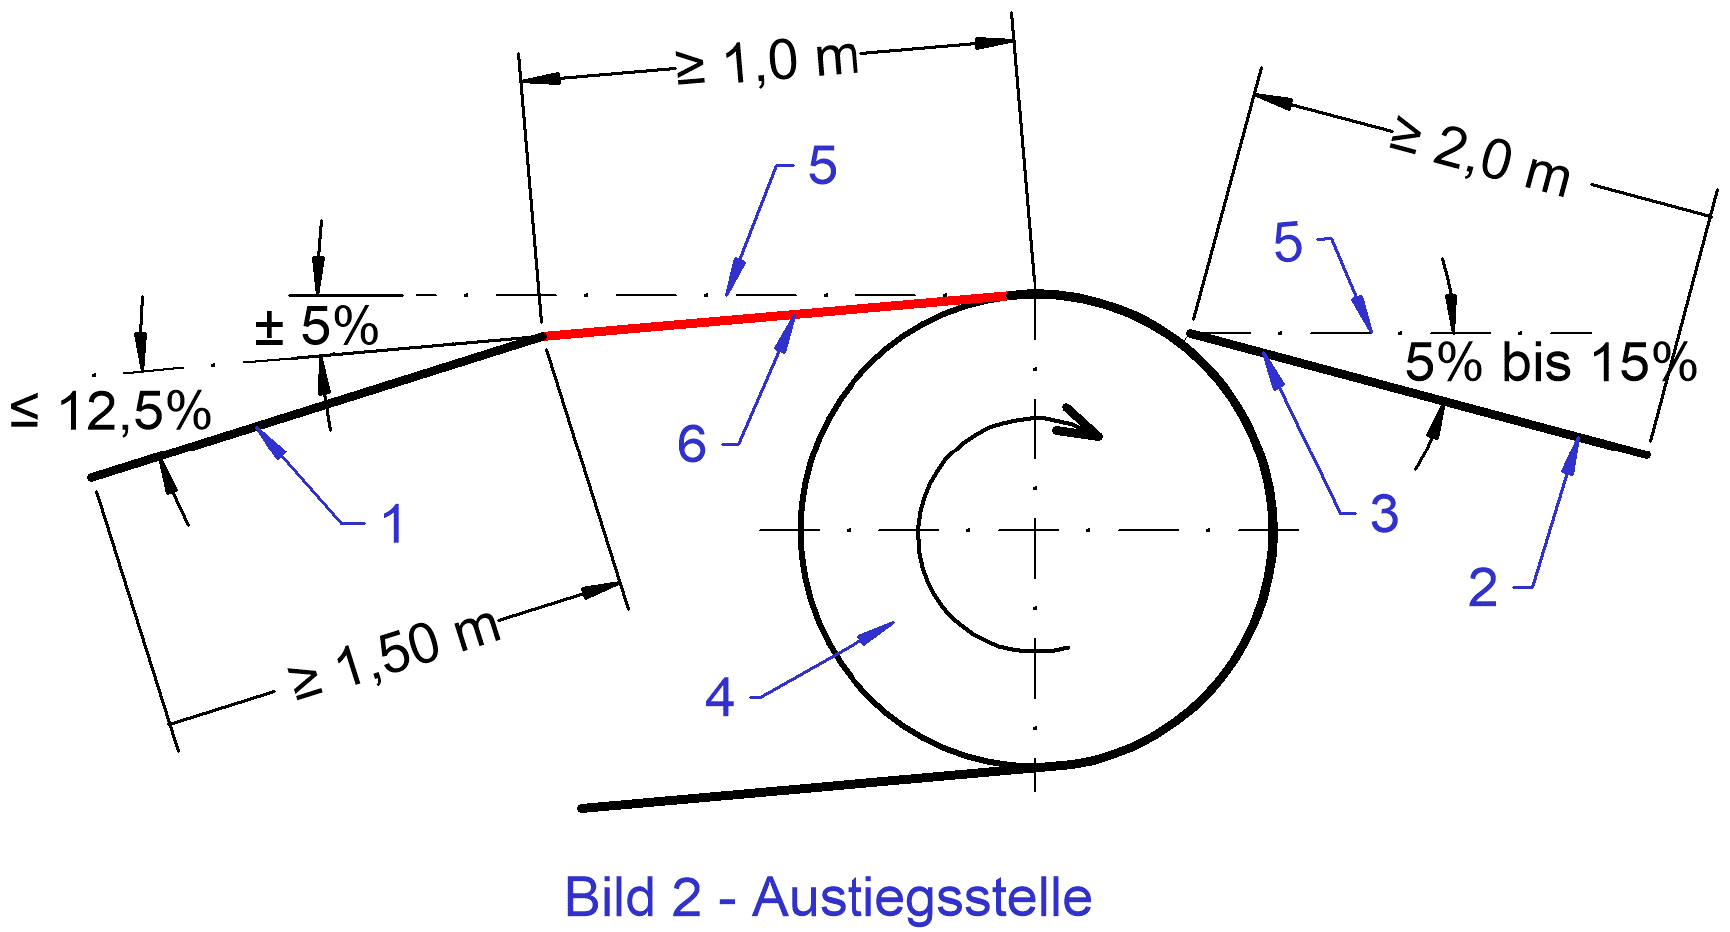 ≥ 1,0 m
≥ 2,0 m
5
5
± 5%
5% bis 15%
≤ 12,5%
6
1
3
2
≥ 1,50 m
4
Bild 2 - Austiegsstelle